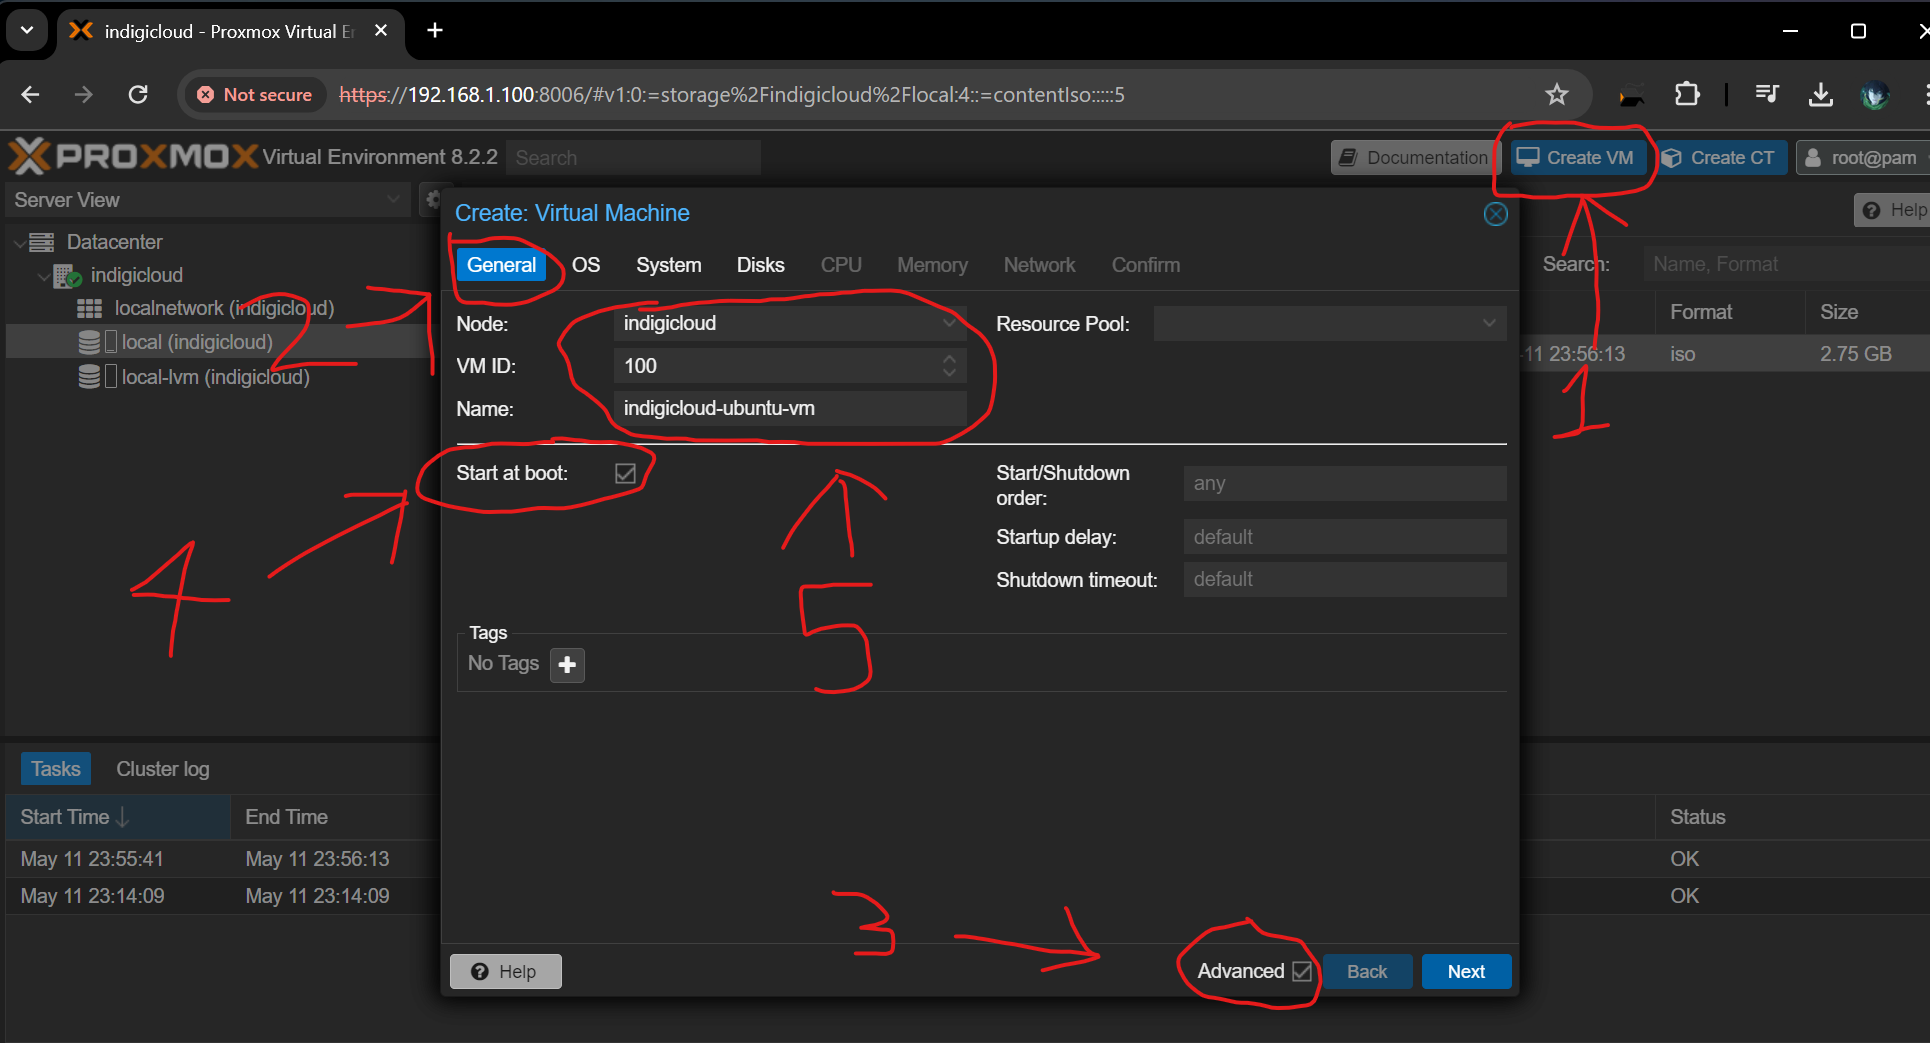 indigicloud - Proxmox Virtual Er
Not secure
https://192.168.1.100:8006/#v1:0:=storage%2Findigicloud%2Flocal:4::=contentIso:::::5
PROXMOX Virtual Environment 8.2.2
Search
Documentation
Create VM
Create CT
root@pam
Server View
Help
Datacenter
indigicloud
localnetwork (indigicloud)
local (indigicloud)
local-lvm (indigicloud)
Create: Virtual Machine
General
OS
System
Disks
CPU
Memory
Network
Confirm
Search:
Name, Format
Node:
indigicloud
Resource Pool:
VM ID:
100
Name:
indigicloud-ubuntu-vm
Format
Size
-11 23:56:13
iso
2.75 GB
Start at boot:
Start/Shutdown
order:
any
Startup delay:
default
Shutdown timeout:
default
Tags
No Tags
1
2
3
4
5
Help
Advanced
Back
Next
Tasks
Cluster log
Start Time
End Time
Status
May 11 23:55:41
May 11 23:56:13
OK
May 11 23:14:09
May 11 23:14:09
OK